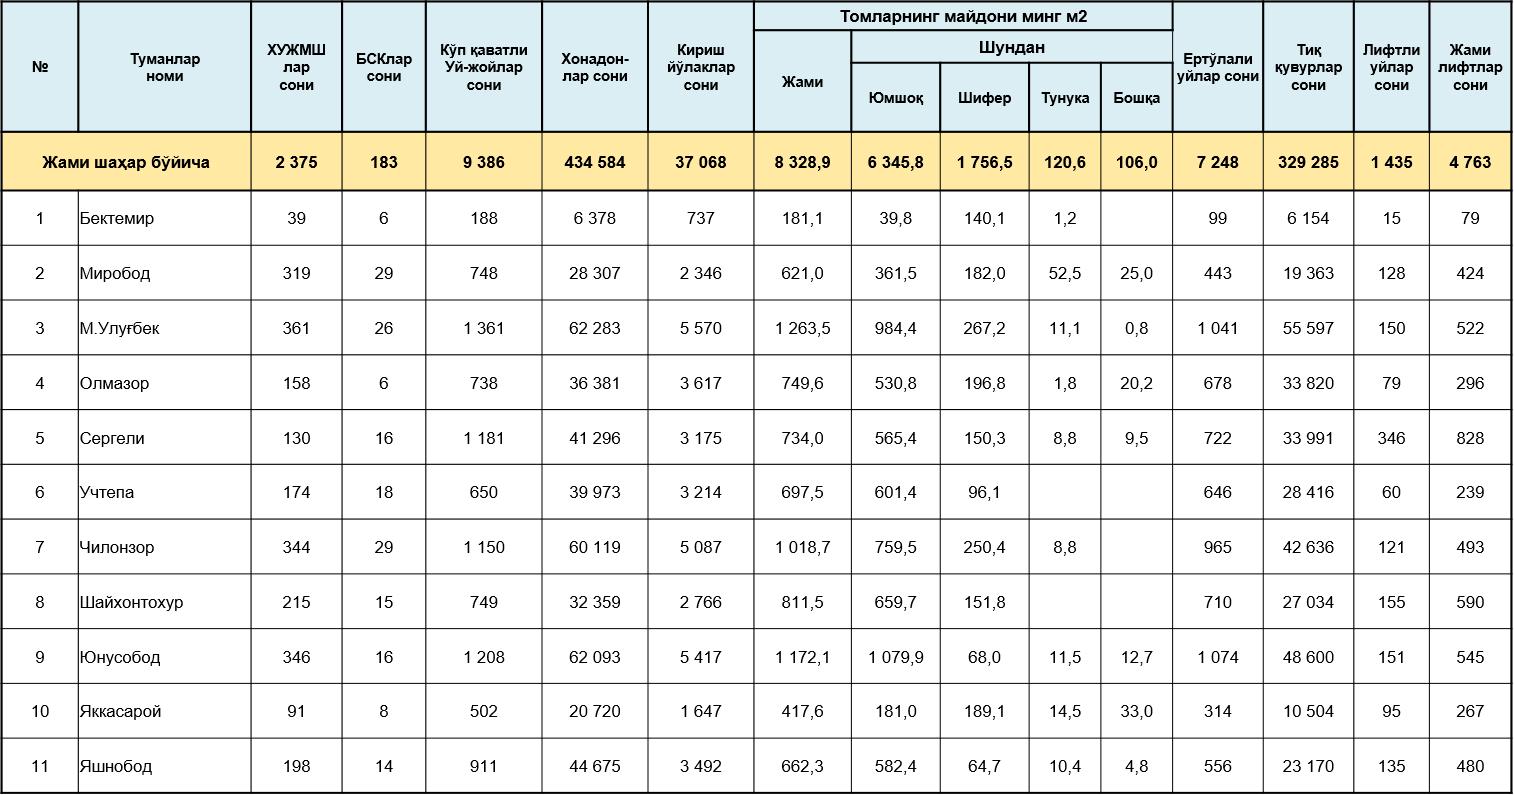 №
Туманлар
номи
ХУЖМШ
лар
сони
БСКлар
сони
Кўп қаватли
Уй-жойлар
сони
Хонадон-
лар сони
Кириш
йўлаклар
сони
Томларнинг майдони минг м2
Жами
Шундан
Юмшоқ
Шифер
Тунука
Бошқа
Ертўлали
уйлар сони
Тик
қувурлар
сони
Лифтли
уйлар
сони
Жами
лифтлар
сони
Жами шаҳар бўйича 2 375 183 9 386 434 584 37 068 8 328,9 6 345,8 1 756,5 120,6 106,0 7 248 329 285 1 435 4 763
1 Бектемир 39 6 188 6 378 737 181,1 39,8 140,1 1,2 99 6 154 15 79
2 Миробод 319 29 748 28 307 2 346 621,0 361,5 182,0 52,5 25,0 443 19 363 128 424
3 М.Улуғбек 361 26 1 361 62 283 5 570 1 263,5 984,4 267,2 11,1 0,8 1 041 55 597 150 522
4 Олмазор 158 6 738 36 381 3 617 749,6 530,8 196,8 1,8 20,2 678 33 820 79 296
5 Сергели 130 16 1 181 41 296 3 175 734,0 565,4 150,3 8,8 9,5 722 33 991 346 828
6 Учтепа 174 18 650 39 973 3 214 697,5 601,4 96,1 646 28 416 60 239
7 Чилонзор 344 29 1 150 60 119 5 087 1 018,7 759,5 250,4 8,8 965 42 636 121 493
8 Шайхонтохур 215 15 749 32 359 2 766 811,5 659,7 151,8 710 27 034 155 590
9 Юнусобод 346 16 1 208 62 093 5 417 1 172,1 1 079,9 68,0 11,5 12,7 1 074 48 600 151 545
10 Яккасарой 91 8 502 20 720 1 647 417,6 181,0 189,1 14,5 33,0 314 10 504 95 267
11 Яшнобод 198 14 911 44 675 3 492 662,3 582,4 64,7 10,4 4,8 556 23 170 135 480